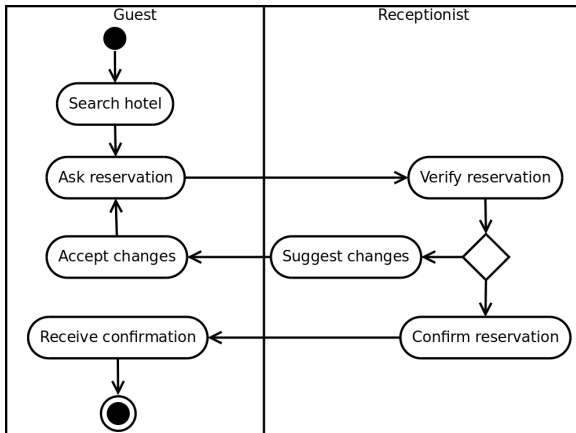 Guest
Receptionist
Search hotel
Ask reservation
Verify reservation
Accept changes
Suggest changes
Receive confirmation
Confirm reservation